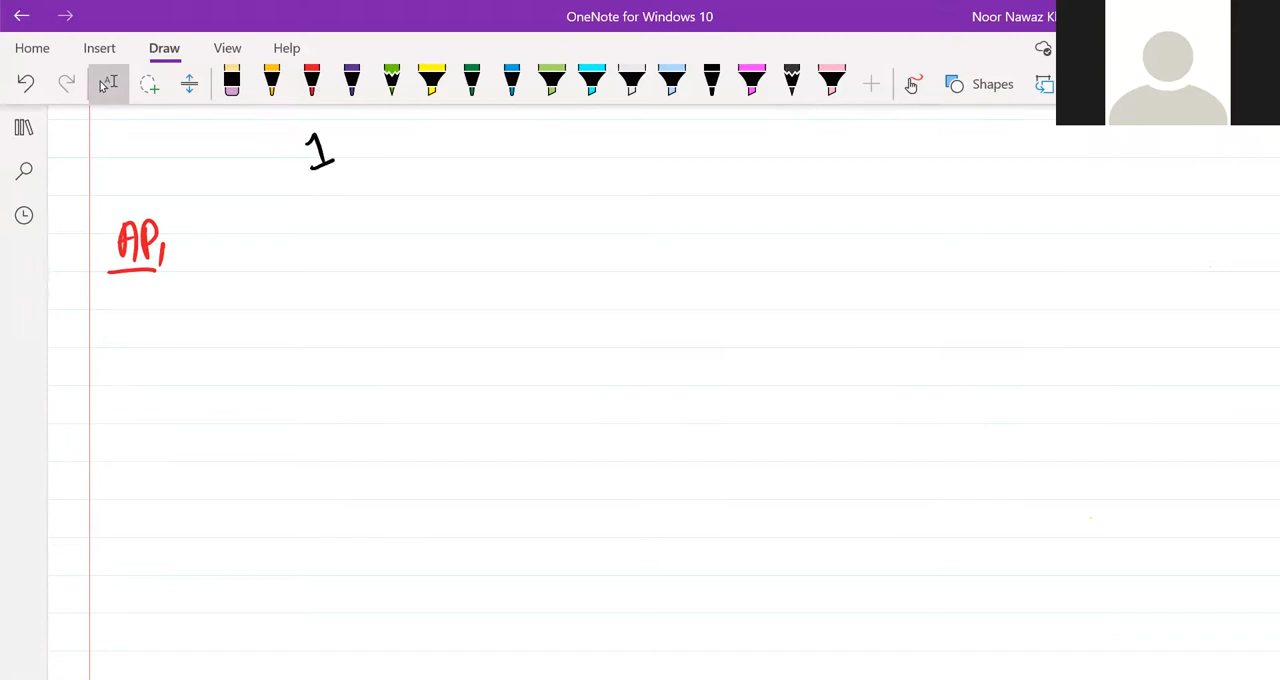 OneNote for Windows 10
Noor Nawaz Kl
Home Insert Draw View Help
Shapes
1
AP,